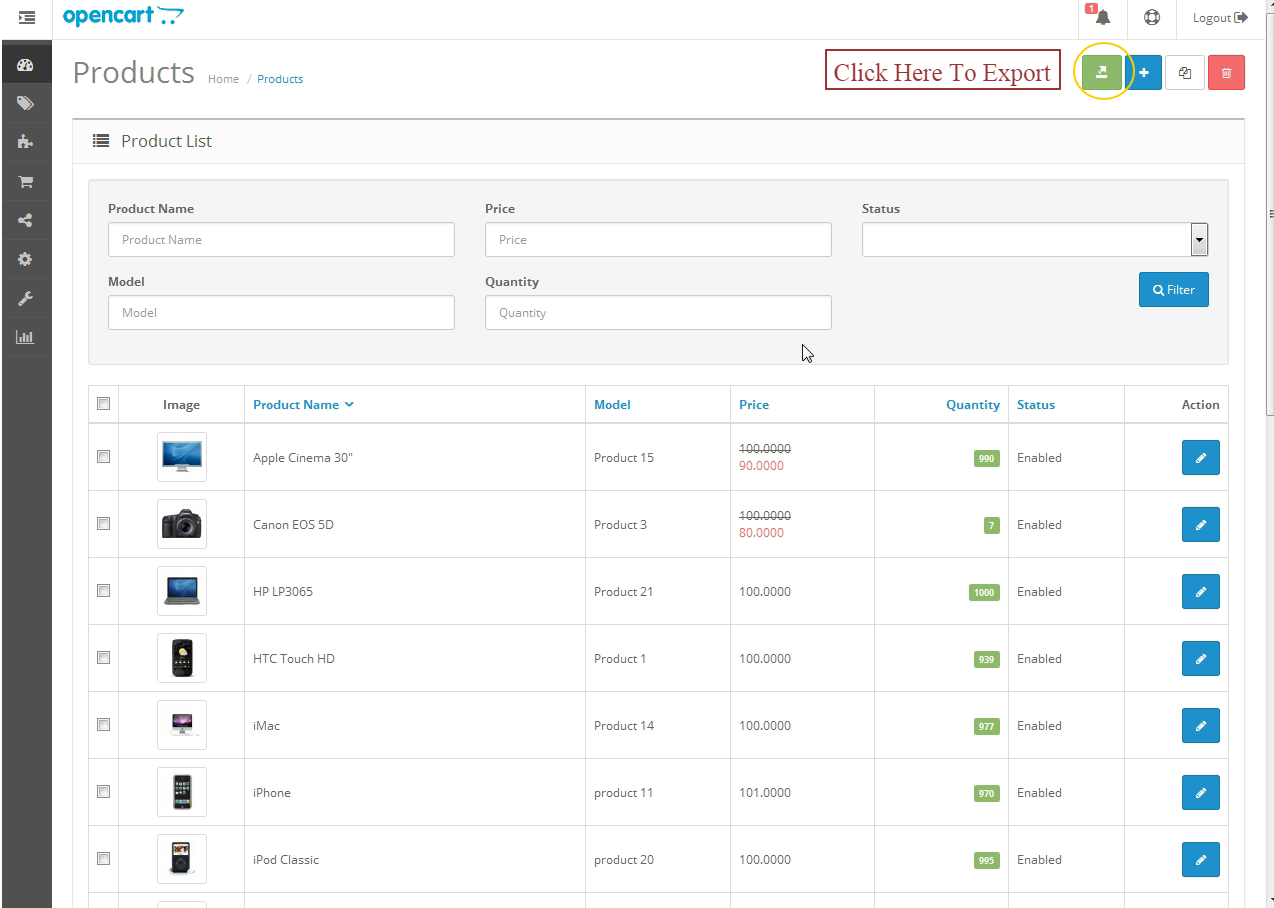 opencart
1
Logout
Products
Home / Products
Click Here To Export
Product List
Product Name
Price
Status
Product Name
Price
Model
Quantity
Filter
Model
Quantity
Image
Product Name
Model
Price
Quantity
Status
Action
Apple Cinema 30"
Product 15
100.0000
90.0000
990
Enabled
Canon EOS 5D
Product 3
100.0000
80.0000
7
Enabled
HP LP3065
Product 21
100.0000
1000
Enabled
HTC Touch HD
Product 1
100.0000
939
Enabled
iMac
Product 14
100.0000
977
Enabled
iPhone
product 11
101.0000
970
Enabled
iPod Classic
product 20
100.0000
995
Enabled